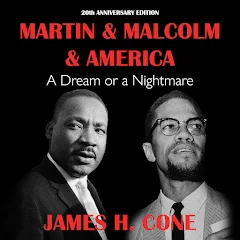 20TH ANNIVERSARY EDITION
MARTIN & MALCOLM
& AMERICA
A Dream or a Nightmare
JAMES H. CONE